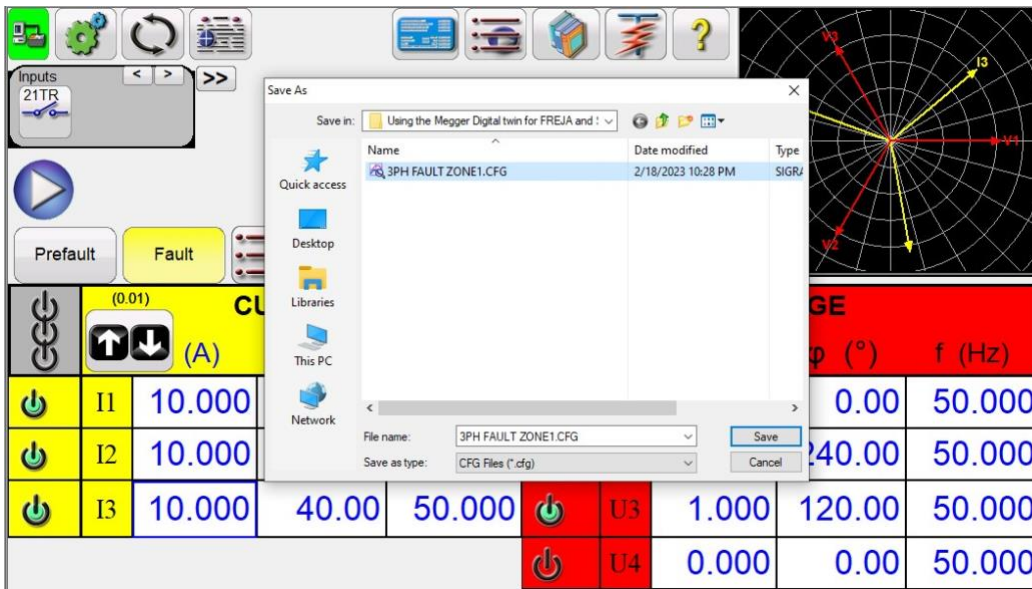 Inputs
< >
>>
21TR
Prefault
Fault
V3
I3
V1
V2
Save As
Save in:
Using the Megger Digital twin for FREJA and
Name
Date modified
Type
3PH FAULT ZONE1.CFG
2/18/2023 10:28 PM
SIGRA
Quick access
Desktop
Libraries
This PC
Network
File name:
3PH FAULT ZONE1.CFG
Save
Save as type:
CFG Files (*.cfg)
Cancel
(0.01)
CU
GE
(A)
φ (°)
f (Hz)
I1 10.000
0.00 50.000
I2 10.000
240.00 50.000
I3 10.000 40.00 50.000
U3 1.000 120.00 50.000
U4 0.000 0.00 50.000